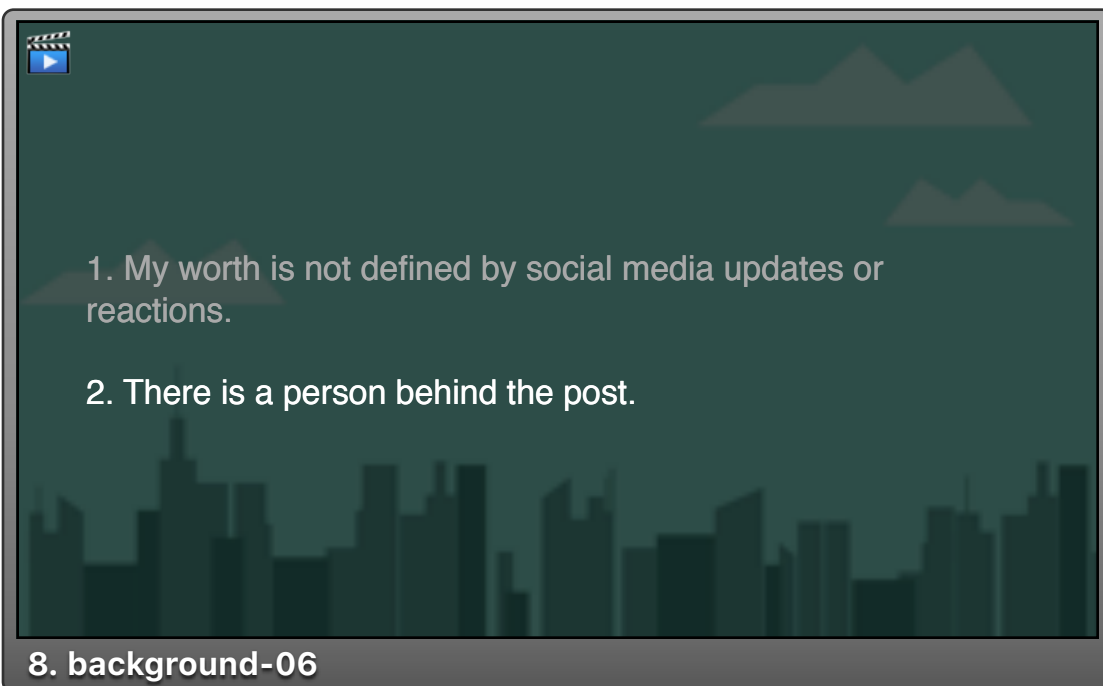 1. My worth is not defined by social media updates or
reactions.
2. There is a person behind the post.
8. background-06